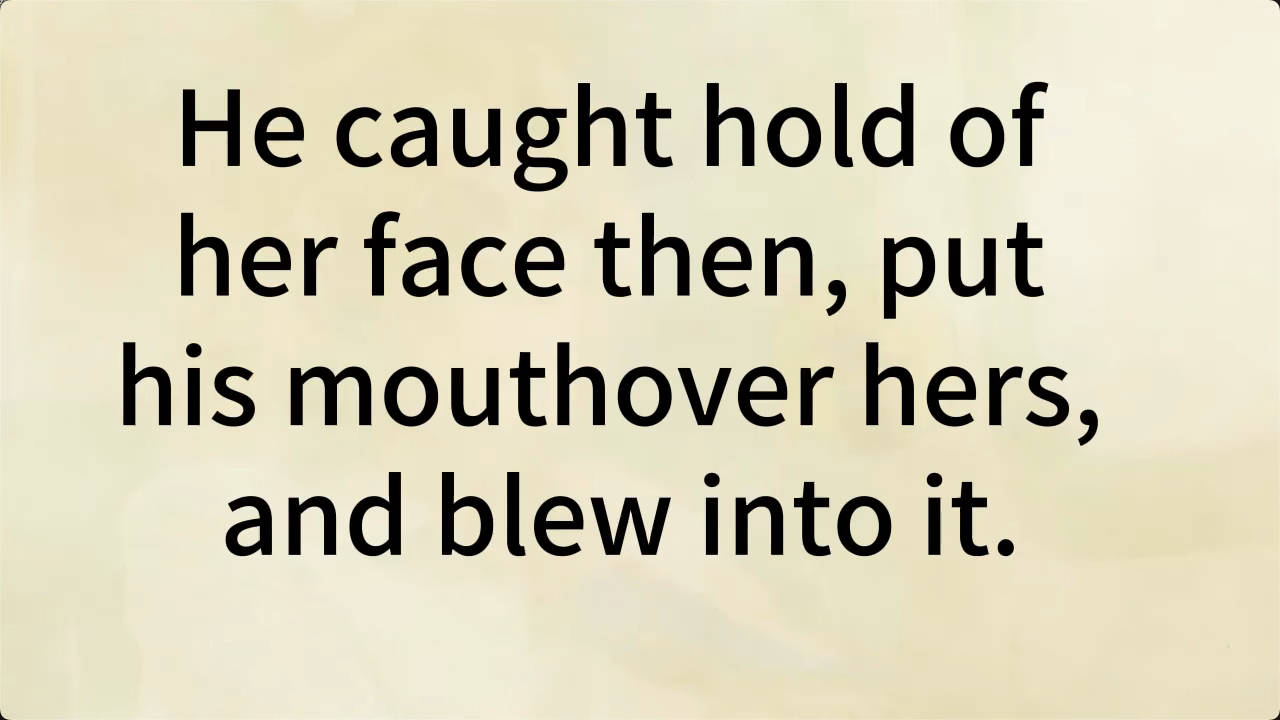 He caught hold of
her face then, put
his mouthover hers,
and blew into it.